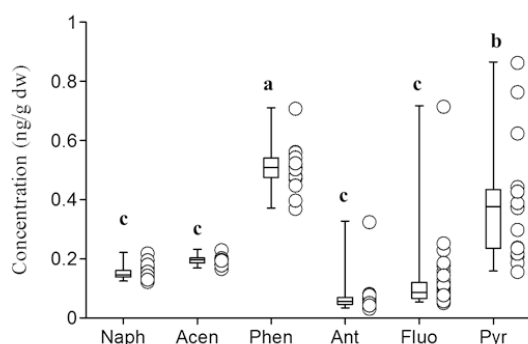 Concentration (ng/g dw)
1
0.8
0.6
0.4
0.2
0
c
c
a
c
c
b
Naph Acen Phen Ant Fluo Pyr